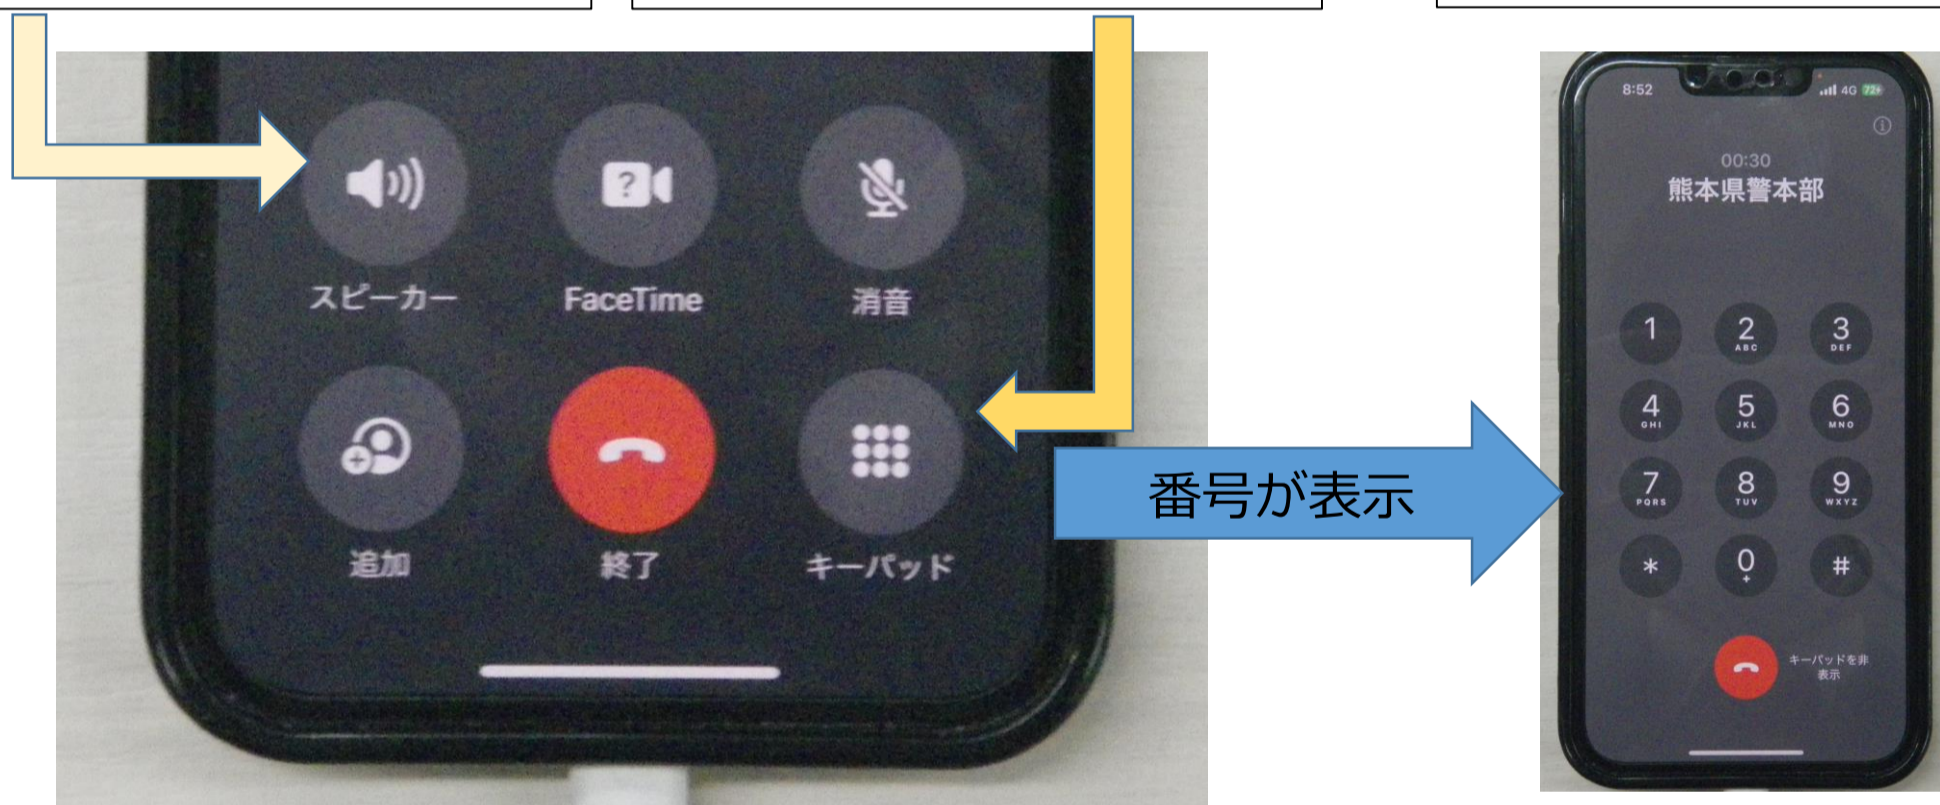 スピーカー
FaceTime
消音
追加
終了
キーパッド
番号が表示
8:52
4G 72
00:30
熊本県警本部
1
2
ABC
3
DEF
4
GHI
5
JKL
6
MNO
7
PQRS
8
TUV
9
WXYZ
*
0
+
#
キーパッドを非
表示